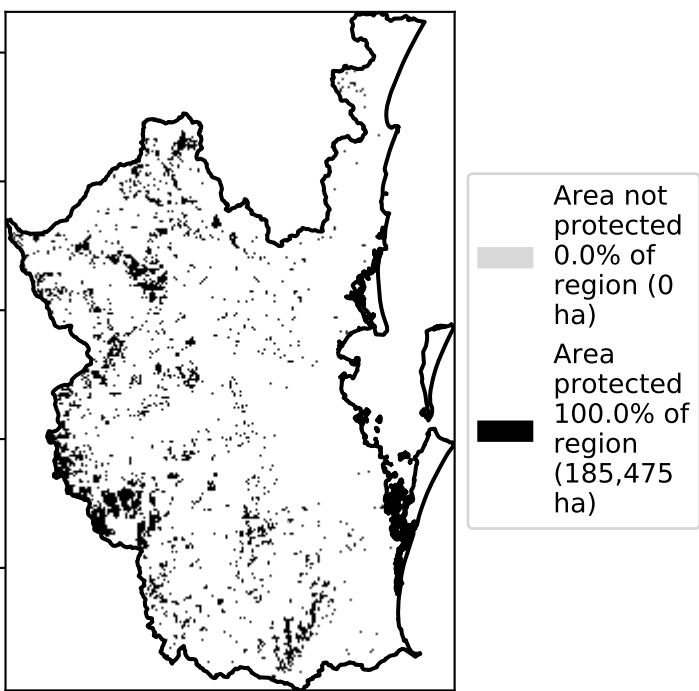 Area not
protected
0.0% of
region (0
ha)
Area
protected
100.0% of
region
(185,475
ha)